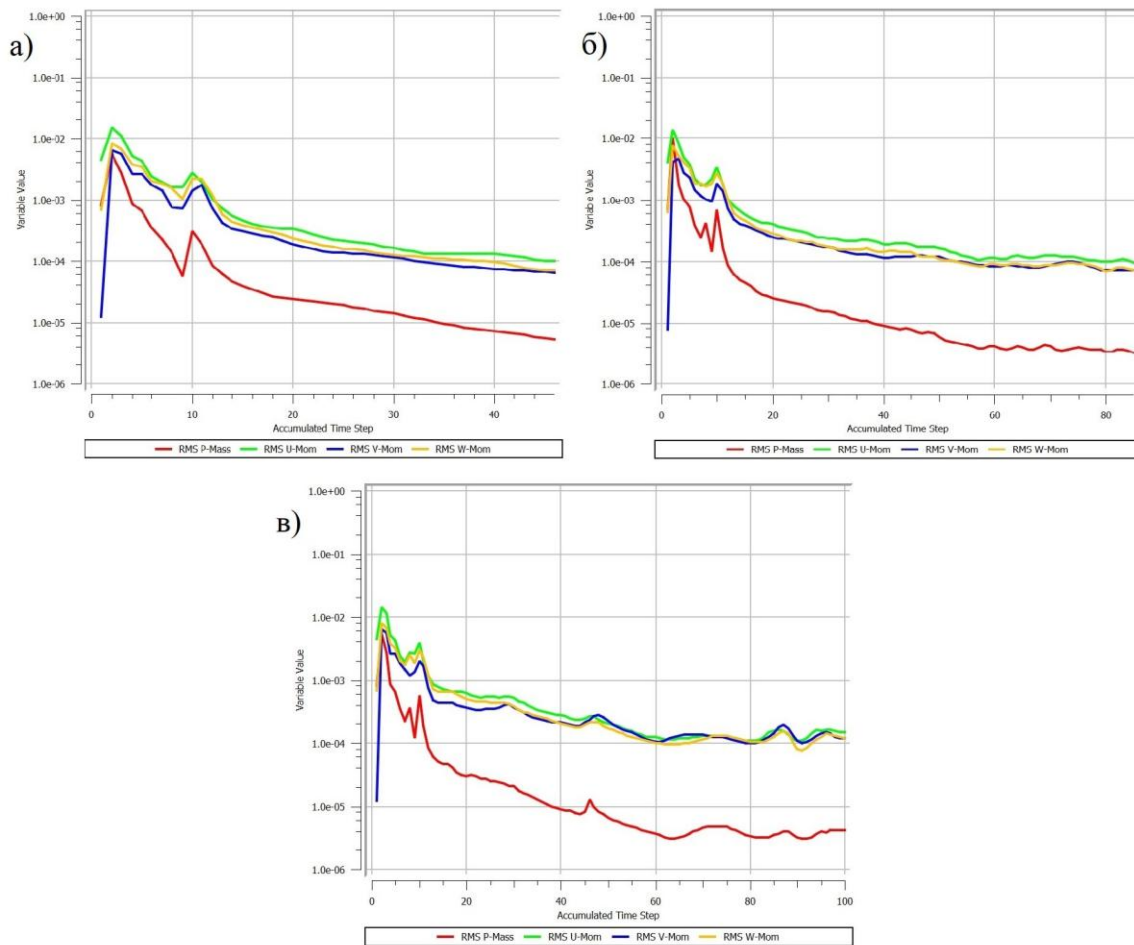 а)
1.0e+00
1.0e-01
1.0e-02
1.0e-03
1.0e-04
1.0e-05
1.0e-06
Variable Value
0 10 20 30 40
Accumulated Time Step
RMS P-Mass RMS U-Mom RMS V-Mom RMS W-Mom
б)
1.0e+00
1.0e-01
1.0e-02
1.0e-03
1.0e-04
1.0e-05
1.0e-06
Variable Value
0 20 40 60 80
Accumulated Time Step
RMS P-Mass RMS U-Mom RMS V-Mom RMS W-Mom
в)
1.0e+00
1.0e-01
1.0e-02
1.0e-03
1.0e-04
1.0e-05
1.0e-06
Variable Value
0 20 40 60 80 100
Accumulated Time Step
RMS P-Mass RMS U-Mom RMS V-Mom RMS W-Mom